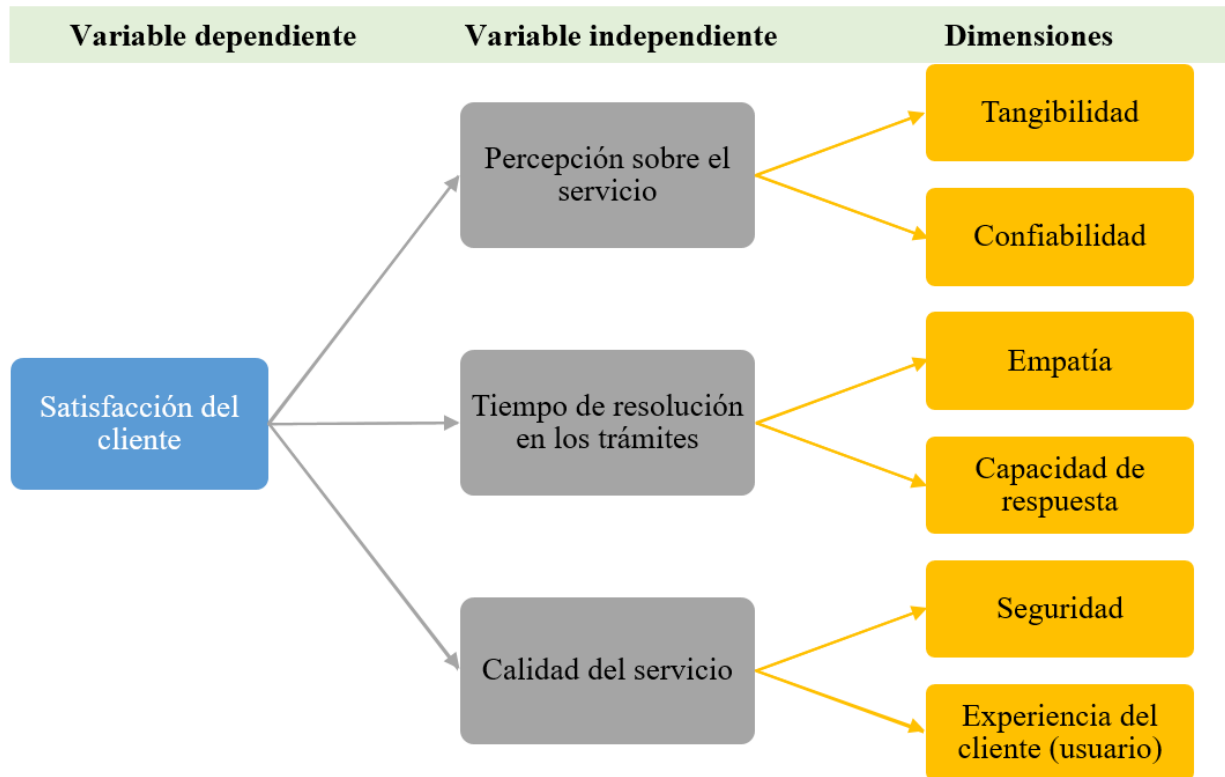 Variable dependiente
Variable independiente
Dimensiones
Satisfacción del
cliente
Percepción sobre el
servicio
Tiempo de resolución
en los trámites
Calidad del servicio
Tangibilidad
Confiabilidad
Empatía
Capacidad de
respuesta
Seguridad
Experiencia del
cliente (usuario)